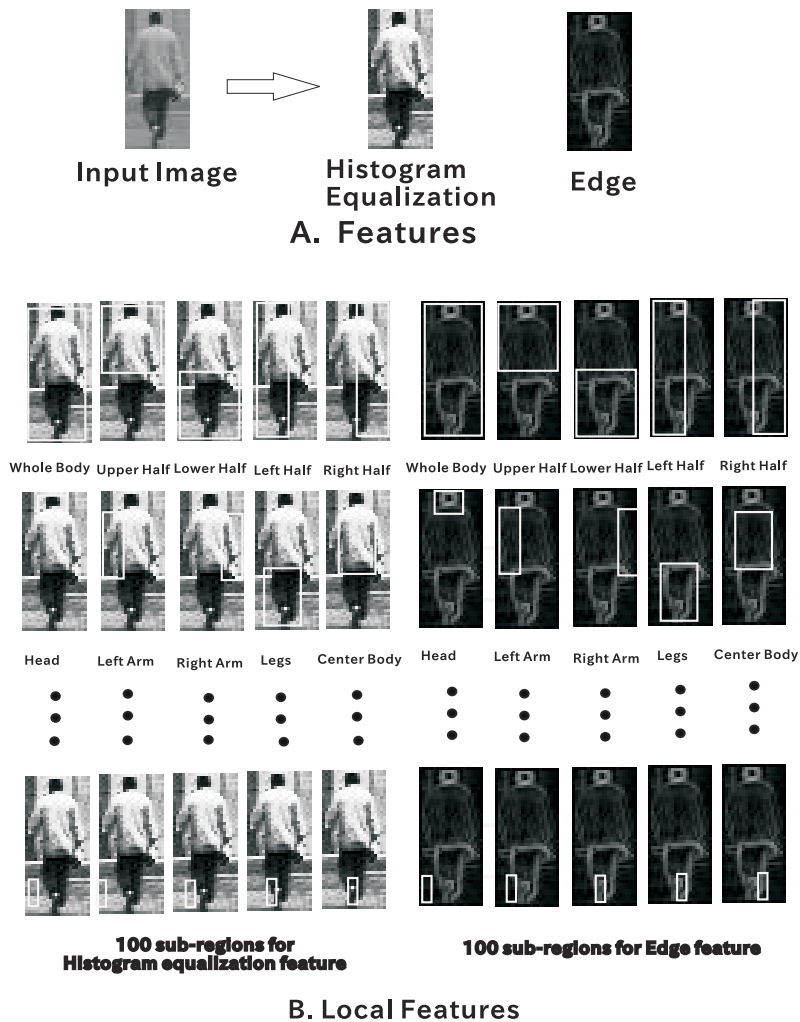 Input Image
Histogram
Equalization
Edge
A. Features
Whole Body Upper Half Lower Half Left Half Right Half
Whole Body Upper Half Lower Half Left Half Right Half
Head Left Arm Right Arm Legs Center Body
Head Left Arm Right Arm Legs Center Body
100 sub-regions for
Histogram equalization feature
100 sub-regions for Edge feature
B. Local Features